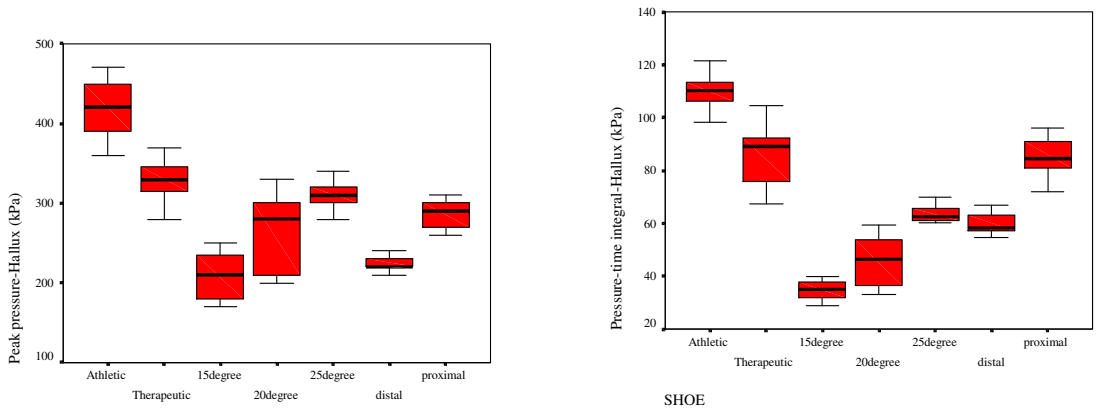 Peak pressure-Hallux (kPa)
500
400
300
200
100
Athletic
15degree
25degree
proximal
Therapeutic
20degree
distal
Pressure-time integral-Hallux (kPa)
140
120
100
80
60
40
20
Athletic
15degree
25degree
proximal
Therapeutic
20degree
distal
SHOE